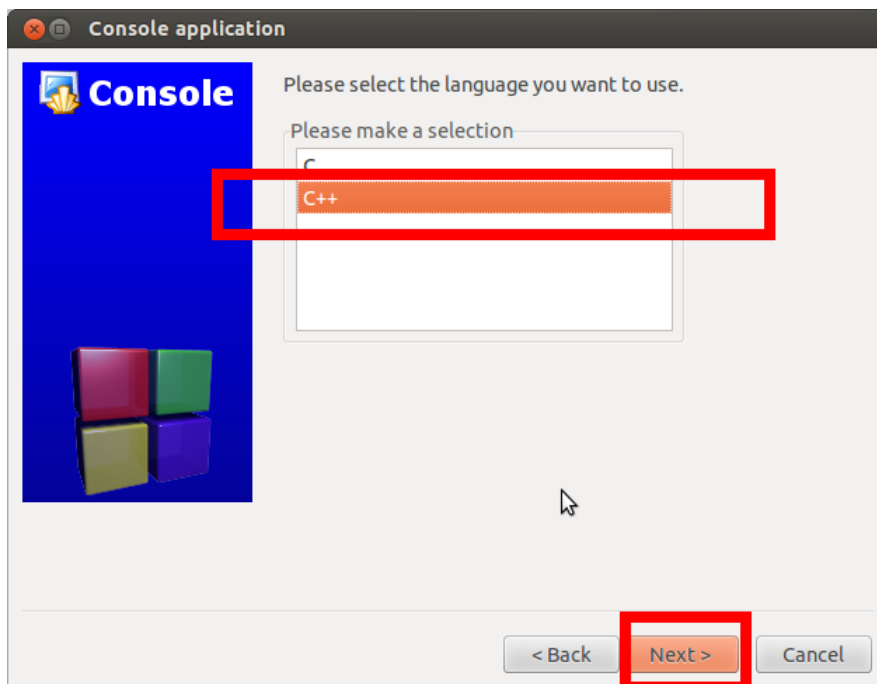 Console application
Console
Please select the language you want to use.
Please make a selection
C
C++
< Back
Next >
Cancel